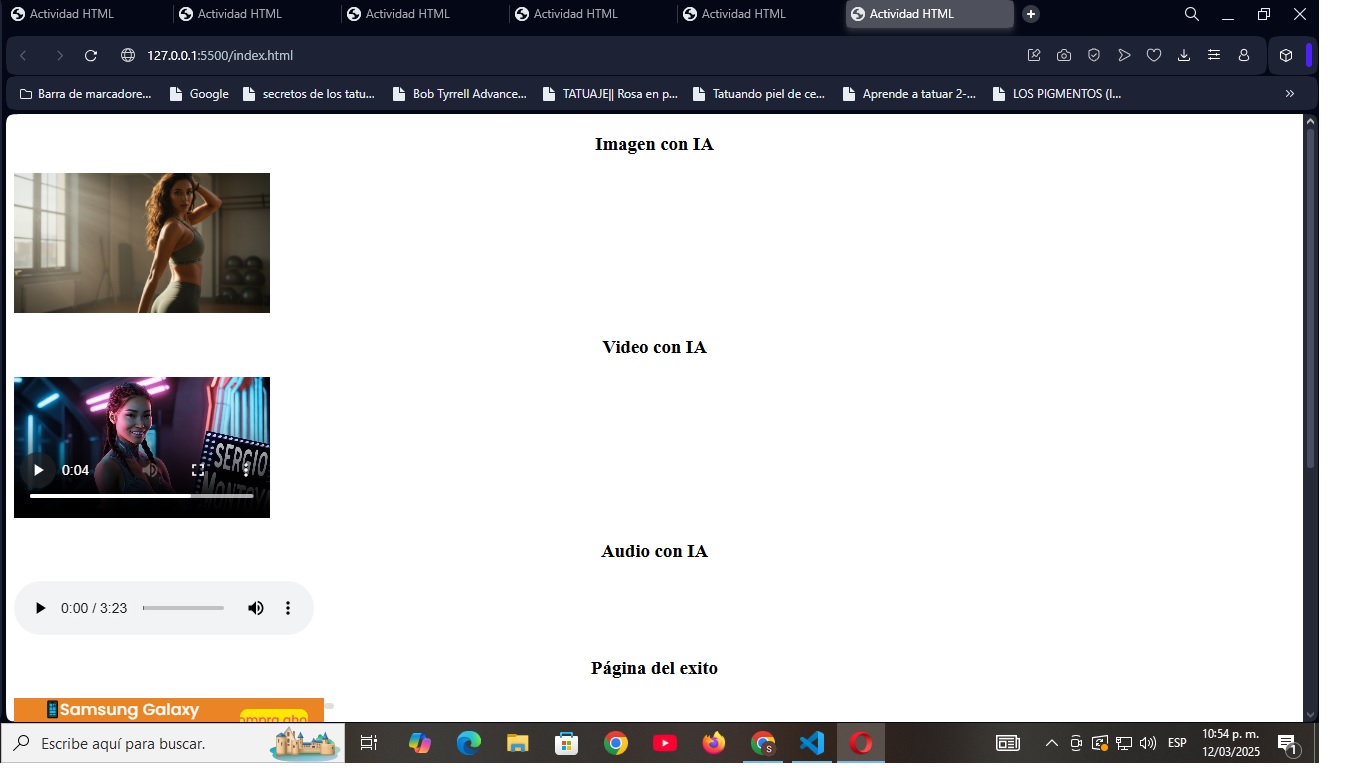 Actividad HTML Actividad HTML Actividad HTML Actividad HTML Actividad HTML Actividad HTML
127.0.0.1:5500/index.html
Barra de marcadore... Google secretos de los tatu... Bob Tyrrell Advance... TATUAJE|| Rosa en p... Tatuando piel de ce... Aprende a tatuar 2-... LOS PIGMENTOS (I...
Imagen con IA
Video con IA
SERGIO
MONTOYA
0:04
Audio con IA
0:00 / 3:23
Página del exito
Samsung Galaxy
ompra aho
Escribe aquí para buscar.
S
ESP
10:54 p. m.
12/03/2025
1